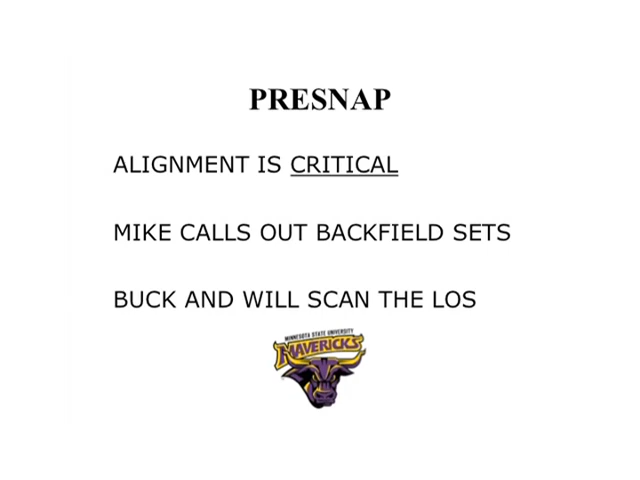 PRESNAP
ALIGNMENT IS CRITICAL
MIKE CALLS OUT BACKFIELD SETS
BUCK AND WILL SCAN THE LOS
MINNESOTA STATE UNIVERSITY
MAVERICKS